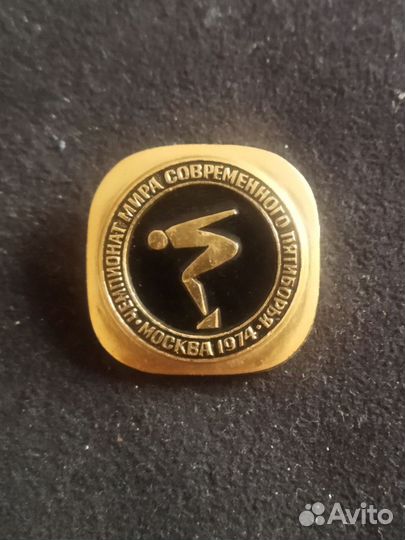 ЧЕМПИОНАТ МИРА СОВРЕМЕННОГО ПЯТИБОРЬЯ
• МОСКВА 1974 •
Avito